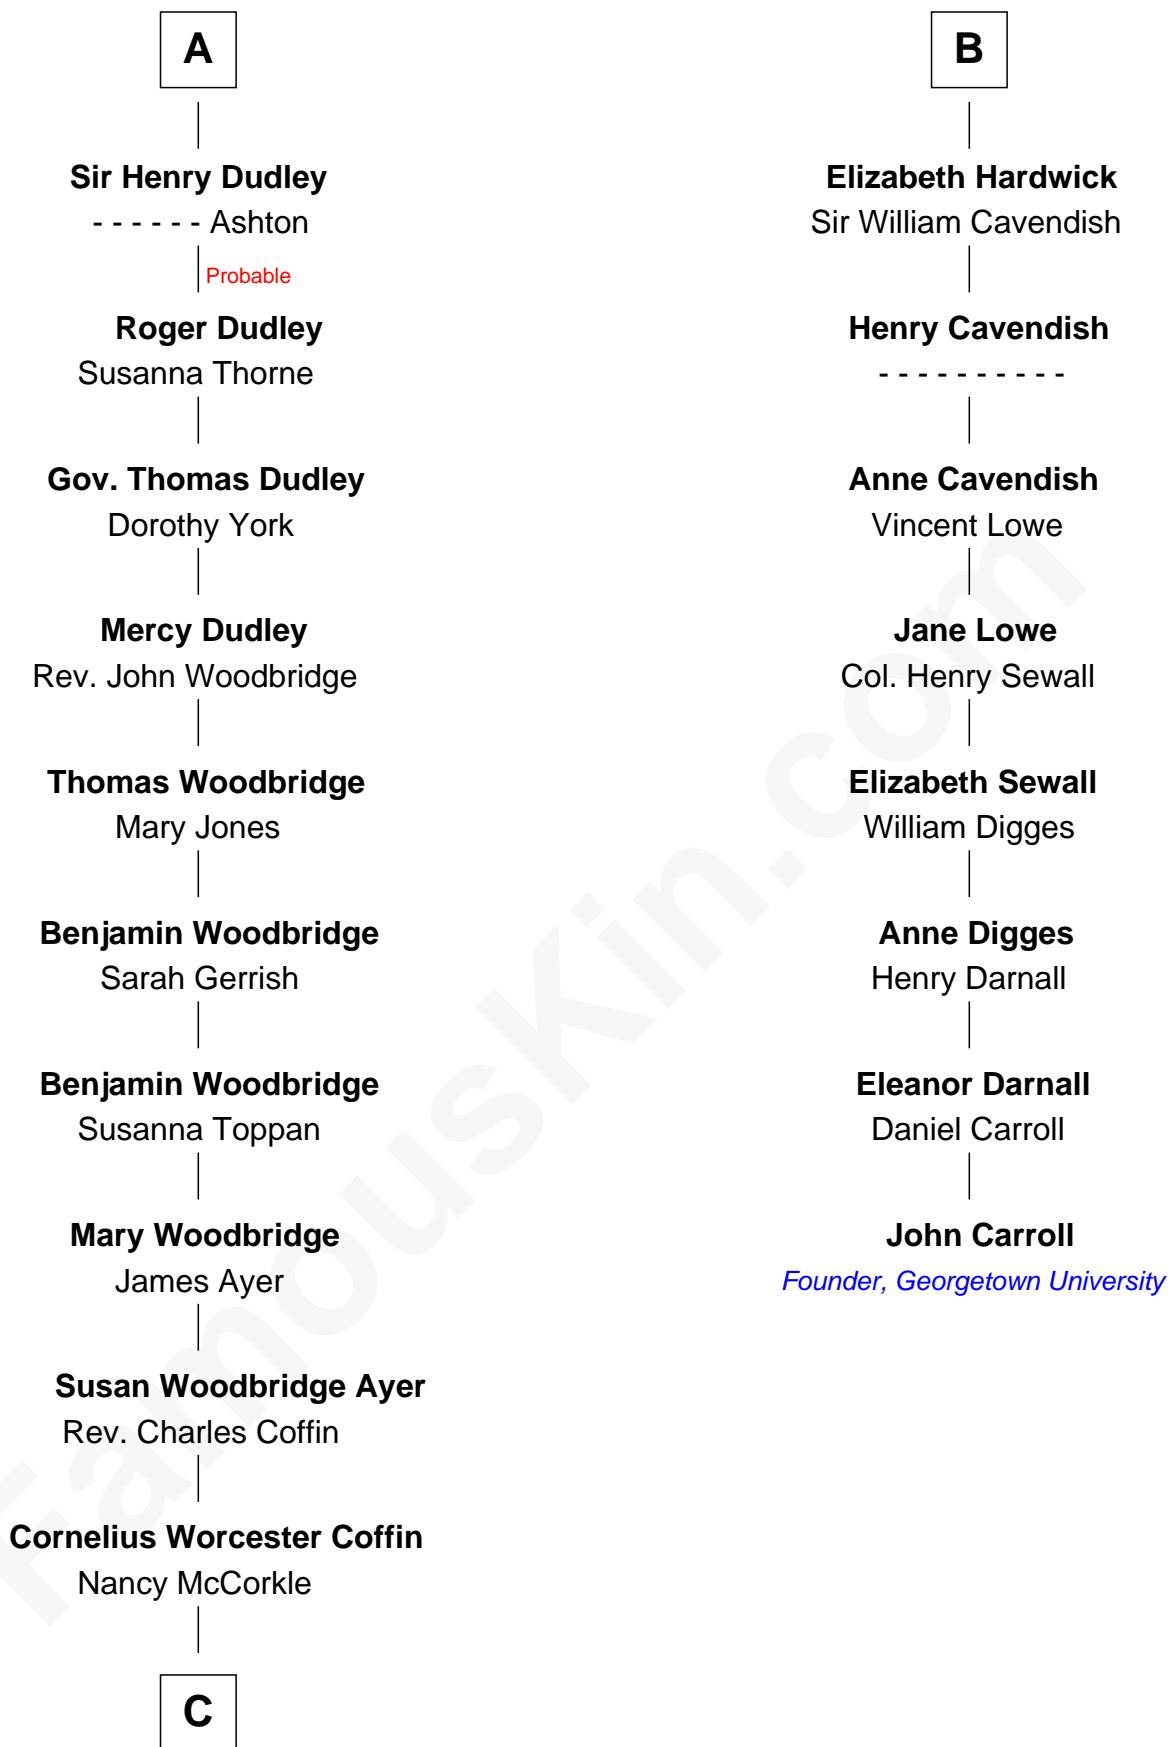 A
Sir Henry Dudley
- - - - - - Ashton
Probable
Roger Dudley
Susanna Thorne
Gov. Thomas Dudley
Dorothy York
Mercy Dudley
Rev. John Woodbridge
Thomas Woodbridge
Mary Jones
Benjamin Woodbridge
Sarah Gerrish
Benjamin Woodbridge
Susanna Toppan
Mary Woodbridge
James Ayer
Susan Woodbridge Ayer
Rev. Charles Coffin
Cornelius Worcester Coffin
Nancy McCorkle
C
B
Elizabeth Hardwick
Sir William Cavendish
Henry Cavendish
- - - - - - - - - -
Anne Cavendish
Vincent Lowe
Jane Lowe
Col. Henry Sewall
Elizabeth Sewall
William Digges
Anne Digges
Henry Darnall
Eleanor Darnall
Daniel Carroll
John Carroll
Founder, Georgetown University
FamousKin.com